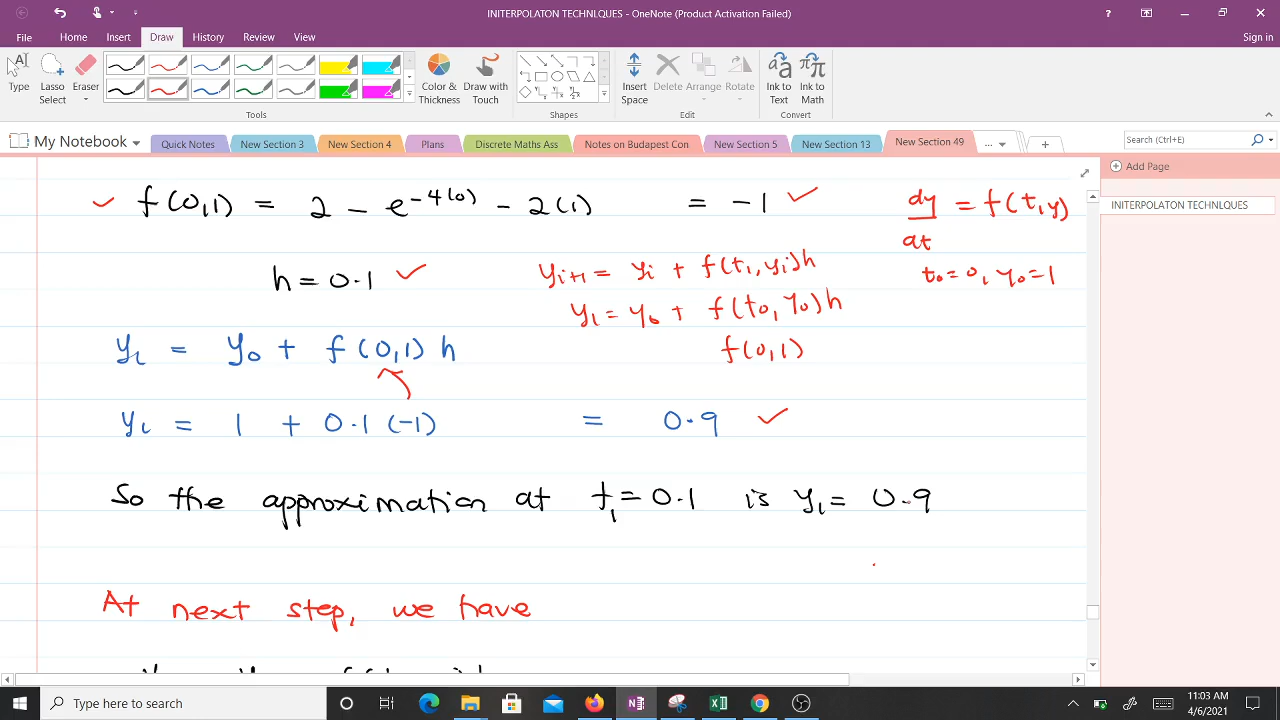 INTERPOLATON TECHNLQUES - OneNote (Product Activation Failed)
Sign in
File Home Insert Draw History Review View
Type
Lasso Select
Eraser
Color & Thickness
Draw with Touch
Insert Space
Delete
Arrange
Rotate
Ink to Text
Ink to Math
Tools
Shapes
Edit
Convert
My Notebook
Quick Notes
New Section 3
New Section 4
Plans
Discrete Maths Ass
Notes on Budapest Con
New Section 5
New Section 13
New Section 49
...
Search (Ctrl+E)
Add Page
INTERPOLATON TECHNLQUES
✓ f(0,1) = 2 - e^-4(0) - 2(1) = -1 ✓
dy/dt = f(t,y)
t₀=0, y₀=1
h = 0.1 ✓
yᵢ₊₁ = yᵢ + f(tᵢ, yᵢ)h
y₁ = y₀ + f(t₀, y₀)h
f(0,1)
y₁ = y₀ + f(0,1) h
y₁ = 1 + 0.1 (-1) = 0.9 ✓
So the approximation at t₁ = 0.1 is y₁ = 0.9
At next step, we have
Type here to search
11:03 AM
4/6/2021